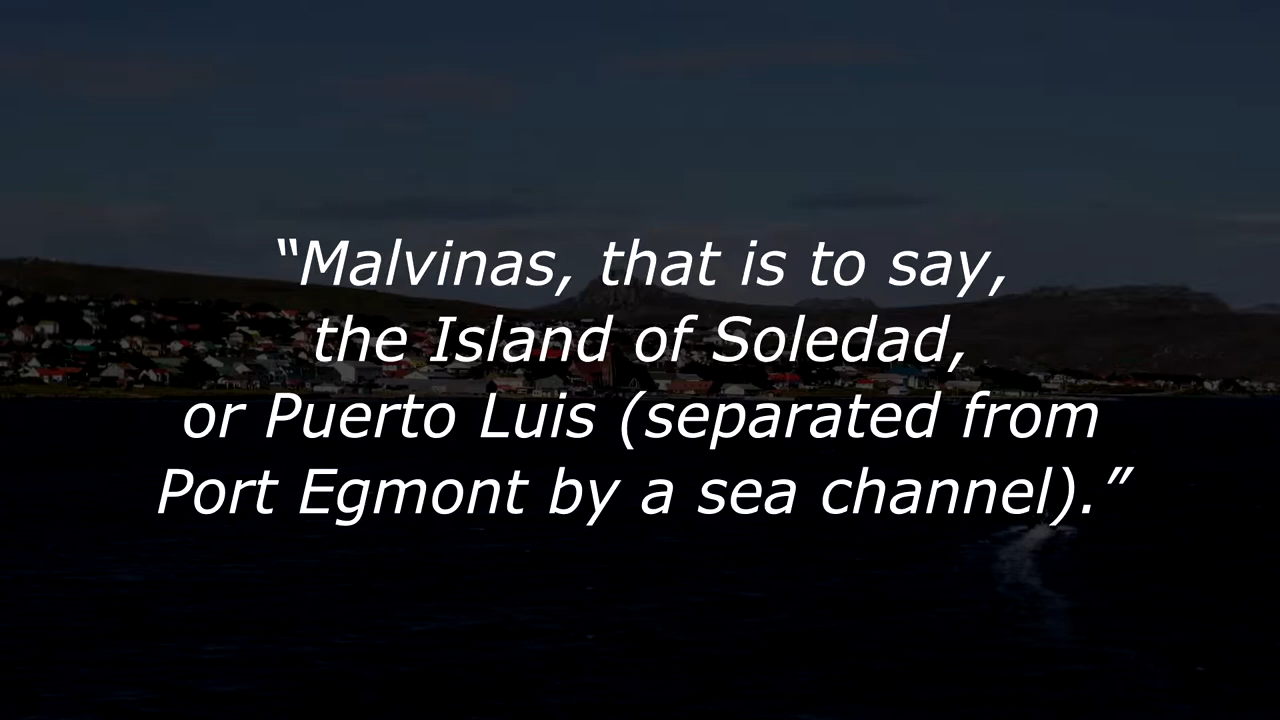 “Malvinas, that is to say,
the Island of Soledad,
or Puerto Luis (separated from
Port Egmont by a sea channel).”